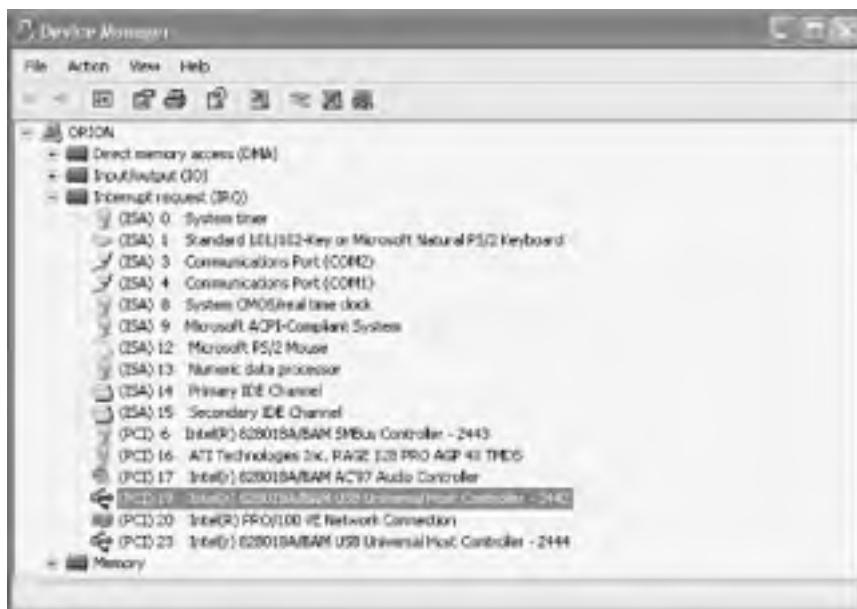 Device Manager
File Action View Help
ORION
Direct memory access (DMA)
Input/output (IO)
Interrupt request (IRQ)
(ISA) 0 System timer
(ISA) 1 Standard 101/102-Key or Microsoft Natural PS/2 Keyboard
(ISA) 3 Communications Port (COM2)
(ISA) 4 Communications Port (COM1)
(ISA) 8 System CMOS/real time clock
(ISA) 9 Microsoft ACPI-Compliant System
(ISA) 12 Microsoft PS/2 Mouse
(ISA) 13 Numeric data processor
(ISA) 14 Primary IDE Channel
(ISA) 15 Secondary IDE Channel
(PCI) 6 Intel(R) 82801BA/BAM SMBus Controller - 2443
(PCI) 16 ATI Technologies Inc. RAGE 128 PRO AGP 4X TMDS
(PCI) 17 Intel(r) 82801BA/BAM AC'97 Audio Controller
(PCI) 19 Intel(r) 82801BA/BAM USB Universal Host Controller - 2442
(PCI) 20 Intel(R) PRO/100 VE Network Connection
(PCI) 23 Intel(r) 82801BA/BAM USB Universal Host Controller - 2444
Memory